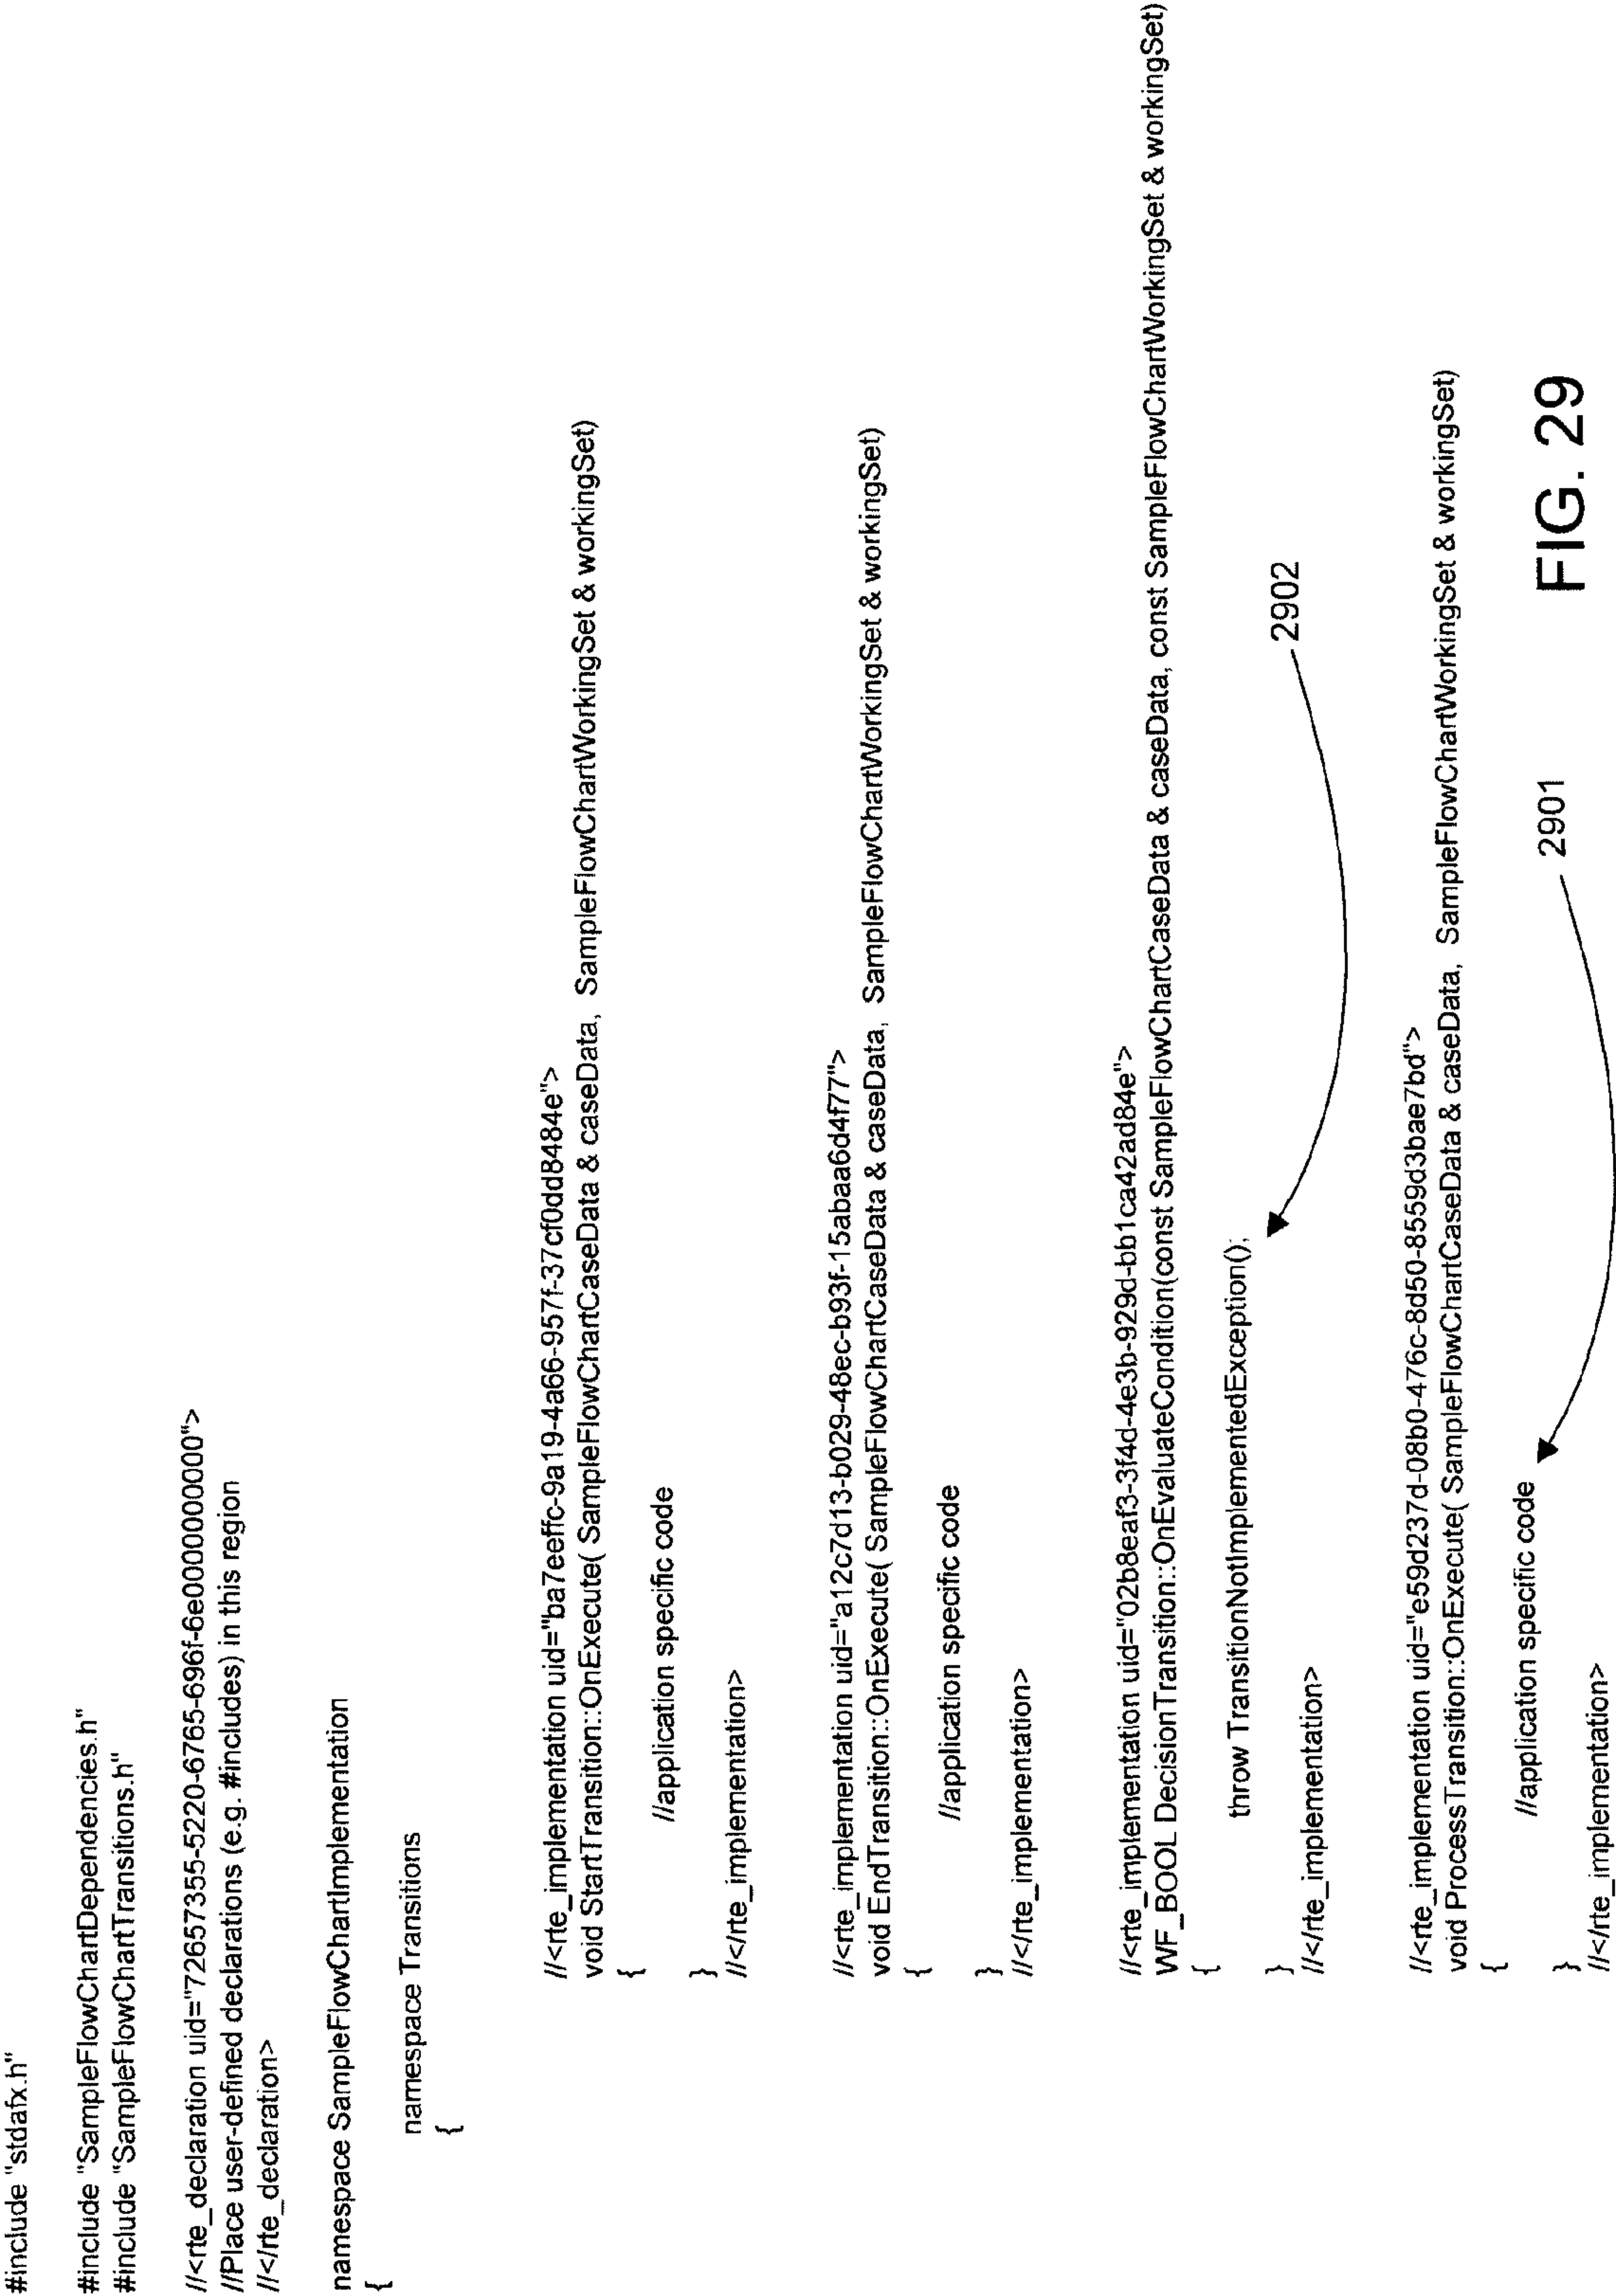 #include "stdafx.h"
#include "SampleFlowChartDependencies.h"
#include "SampleFlowChartTransitions.h"
//<rte_declaration uid="72657355-5220-6765-696f-6e0000000000">
//Place user-defined declarations (e.g. #includes) in this region
//</rte_declaration>
namespace SampleFlowChartImplementation
{
namespace Transitions
{
//<rte_implementation uid="ba7eeffc-9a19-4a66-957f-37cf0dd8484e">
void StartTransition::OnExecute( SampleFlowChartCaseData & caseData, SampleFlowChartWorkingSet & workingSet)
{
//application specific code
}
//</rte_implementation>
//<rte_implementation uid="a12c7d13-b029-48ec-b93f-15abaa6d4f77">
void EndTransition::OnExecute( SampleFlowChartCaseData & caseData, SampleFlowChartWorkingSet & workingSet)
{
//application specific code
}
//</rte_implementation>
//<rte_implementation uid="02b8eaf3-3f4d-4e3b-929d-bb1ca42ad84e">
WF_BOOL DecisionTransition::OnEvaluateCondition(const SampleFlowChartCaseData & caseData, const SampleFlowChartWorkingSet & workingSet)
{
throw TransitionNotImplementedException();
2902
}
//</rte_implementation>
//<rte_implementation uid="e59d237d-08b0-476c-8d50-8559d3bae7bd">
void ProcessTransition::OnExecute( SampleFlowChartCaseData & caseData, SampleFlowChartWorkingSet & workingSet)
{
//application specific code
2901
}
//</rte_implementation>
FIG. 29